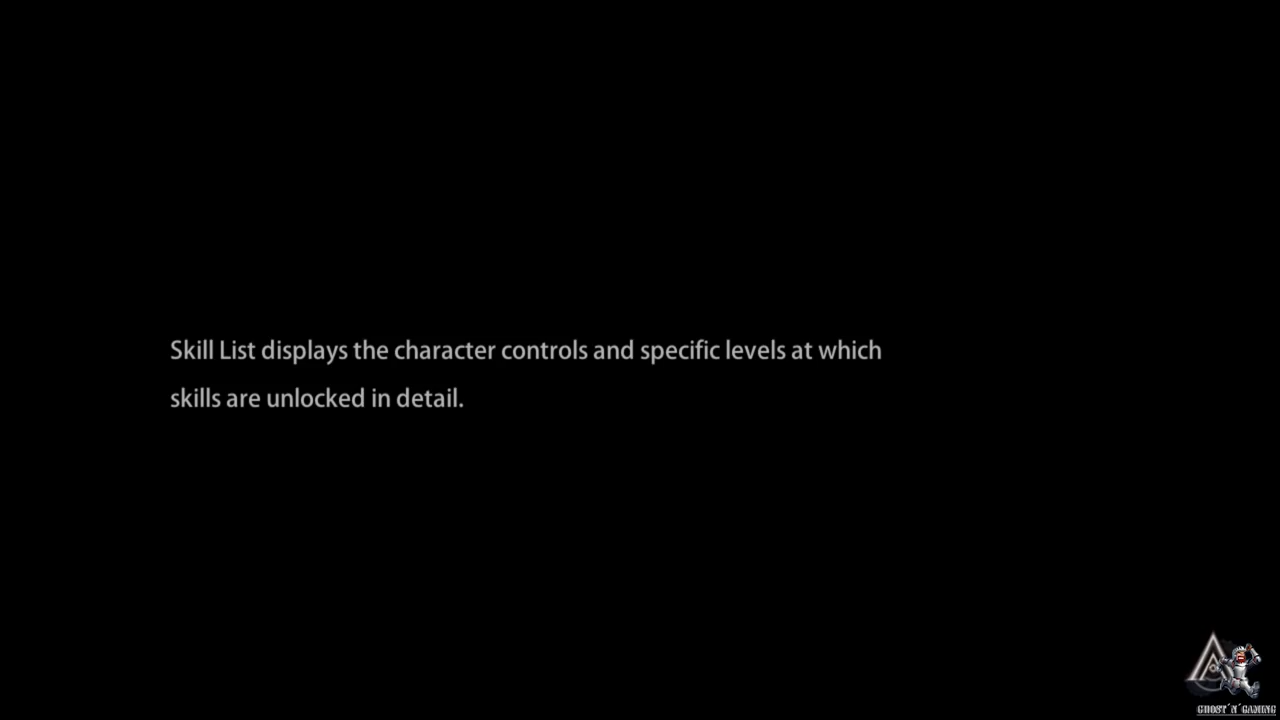 Skill List displays the character controls and specific levels at which
skills are unlocked in detail.
GHOST´N´GAMING